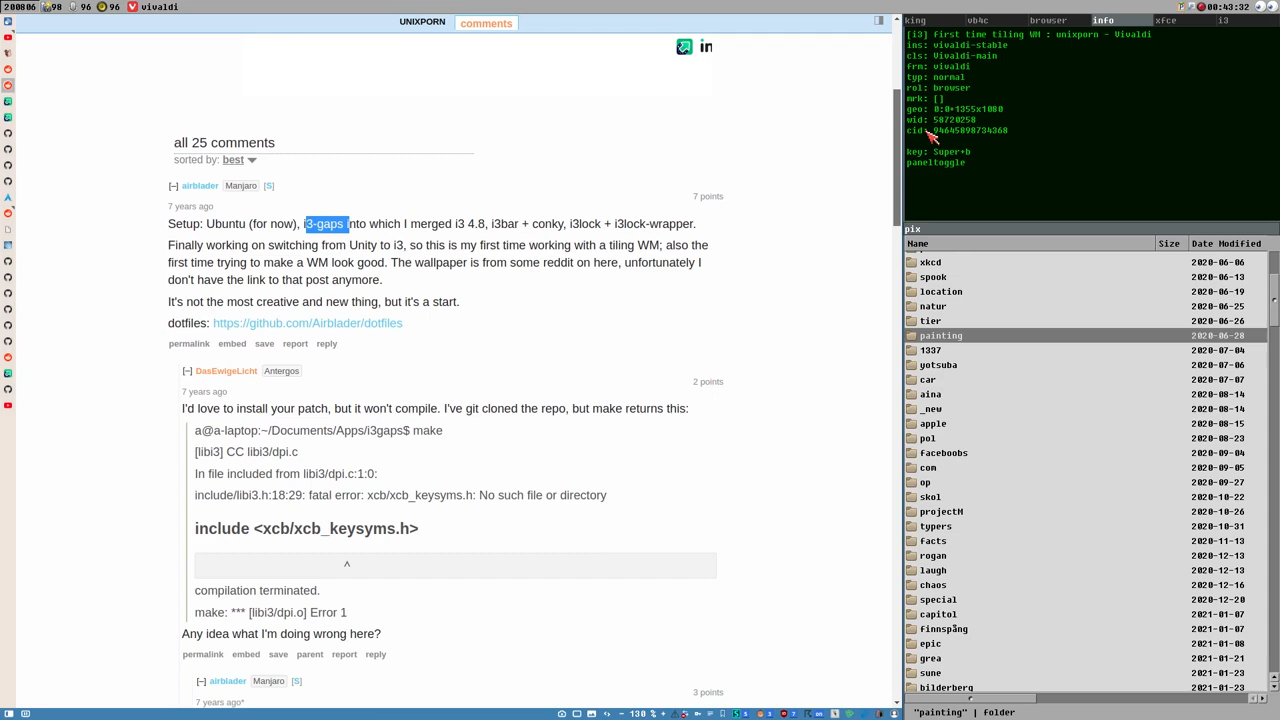 200806 98 96 96 vivaldi 00:43:32
UNIXPORN comments
in
all 25 comments
sorted by: best
[–] airblader Manjaro [S]
7 points
7 years ago
Setup: Ubuntu (for now), i3-gaps into which I merged i3 4.8, i3bar + conky, i3lock + i3lock-wrapper.
Finally working on switching from Unity to i3, so this is my first time working with a tiling WM; also the
first time trying to make a WM look good. The wallpaper is from some reddit on here, unfortunately I
don't have the link to that post anymore.
It's not the most creative and new thing, but it's a start.
dotfiles: https://github.com/Airblader/dotfiles
permalink embed save report reply
[–] DasEwigeLicht Antergos
2 points
7 years ago
I'd love to install your patch, but it won't compile. I've git cloned the repo, but make returns this:
a@a-laptop:~/Documents/Apps/i3gaps$ make
[libi3] CC libi3/dpi.c
In file included from libi3/dpi.c:1:0:
include/libi3.h:18:29: fatal error: xcb/xcb_keysyms.h: No such file or directory
include <xcb/xcb_keysyms.h>
^
compilation terminated.
make: *** [libi3/dpi.o] Error 1
Any idea what I'm doing wrong here?
permalink embed save parent report reply
[–] airblader Manjaro [S]
3 points
7 years ago*
130 %
king vb4c browser info xfce i3
[i3] first time tiling WM : unixporn - Vivaldi
ins: vivaldi-stable
cls: Vivaldi-main
frm: vivaldi
typ: normal
rol: browser
mrk: []
geo: 0:0+1355x1080
wid: 58720258
cid: 94645898734368
key: Super+b
paneltoggle
pix
Name Size Date Modified
xkcd 2020-06-06
spook 2020-06-13
location 2020-06-19
natur 2020-06-25
tier 2020-06-26
painting 2020-06-28
1337 2020-07-04
yotsuba 2020-07-06
car 2020-07-07
aina 2020-08-14
_new 2020-08-14
apple 2020-08-15
pol 2020-08-23
faceboobs 2020-09-04
com 2020-09-05
op 2020-09-27
skol 2020-10-22
projectM 2020-10-26
typers 2020-10-31
facts 2020-11-13
rogan 2020-12-13
laugh 2020-12-13
chaos 2020-12-16
special 2020-12-20
capitol 2021-01-07
finnspång 2021-01-07
epic 2021-01-08
grea 2021-01-21
sune 2021-01-23
bilderberg
"painting" | folder